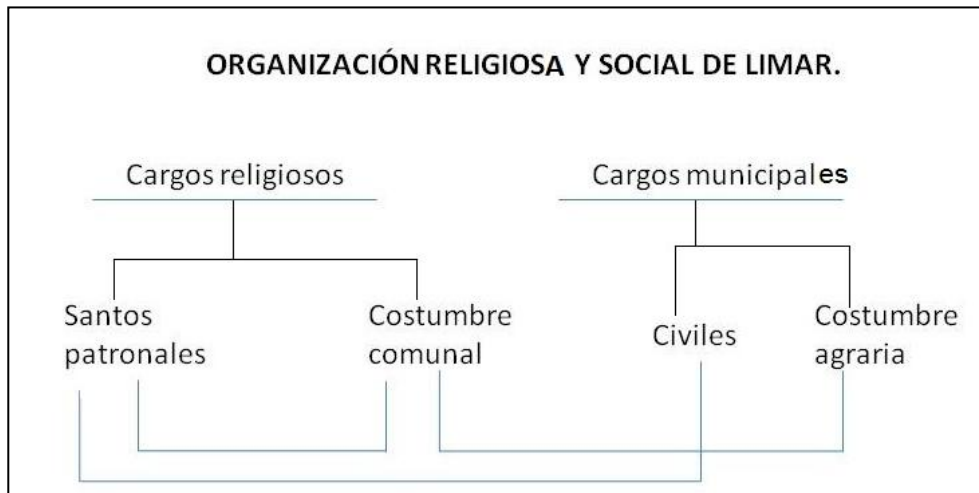 ORGANIZACIÓN RELIGIOSA Y SOCIAL DE LIMAR.
Cargos religiosos
Cargos municipales
Santos
patronales
Costumbre
comunal
Civiles
Costumbre
agraria